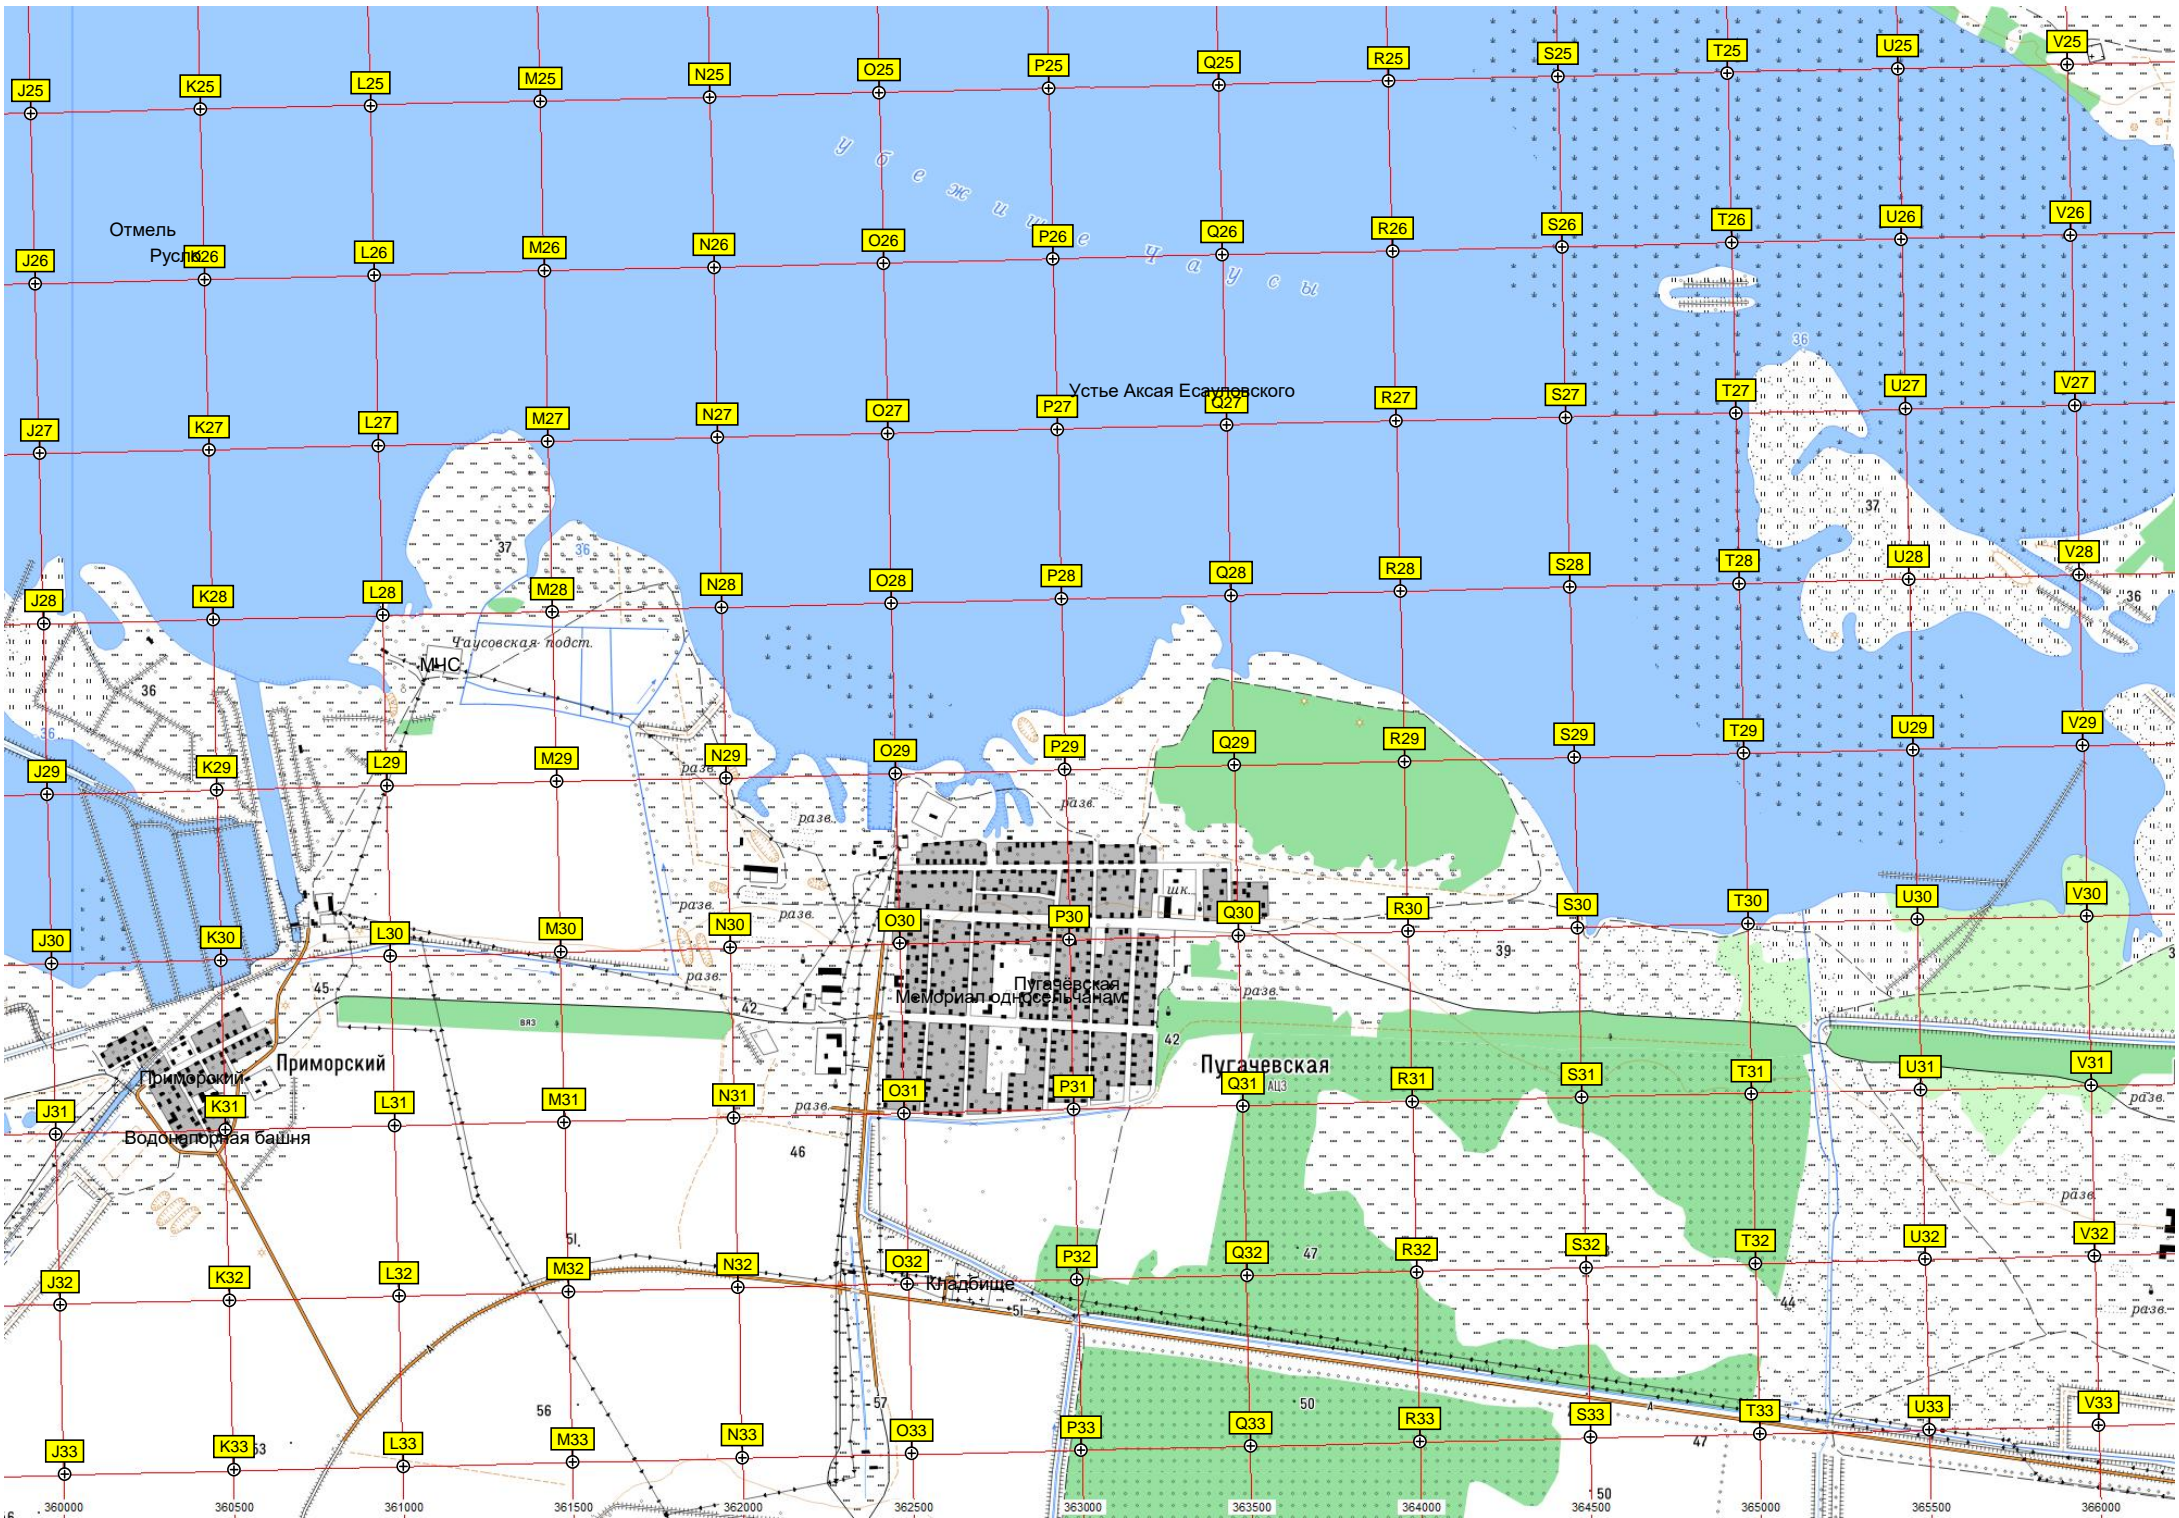 J25 K25 L25 M25 N25 O25 P25 Q25 R25 S25 T25 U25 V25
убежище Чаусы
Отмель
Русло
J26 K26 L26 M26 N26 O26 P26 Q26 R26 S26 T26 U26 V26
36
Устье Аксая Есауловского
J27 K27 L27 M27 N27 O27 P27 Q27 R27 S27 T27 U27 V27
37
37 36
J28 K28 L28 M28 N28 O28 P28 Q28 R28 S28 T28 U28 V28
36
Чаусовская подст.
МЧС
36
36
J29 K29 L29 M29 N29 O29 P29 Q29 R29 S29 T29 U29 V29
разв.
разв.
разв.
шк.
разв.
разв.
J30 K30 L30 M30 N30 O30 P30 Q30 R30 S30 T30 U30 V30
39
разв.
45
Пугачёвская
разв.
Мемориал односельчанам
42
вяз
42
Приморский
Пугачевская
Приморский
АЦЗ
J31 K31 L31 M31 N31 O31 P31 Q31 R31 S31 T31 U31 V31
разв.
разв.
Водонапорная башня
46
разв.
51
47
J32 K32 L32 M32 N32 O32 P32 Q32 R32 S32 T32 U32 V32
Кладбище
51
44
разв.
А
57
56
50
А
J33 K33 L33 M33 N33 O33 P33 Q33 R33 S33 T33 U33 V33
53
47
50
360000 360500 361000 361500 362000 362500 363000 363500 364000 364500 365000 365500 366000